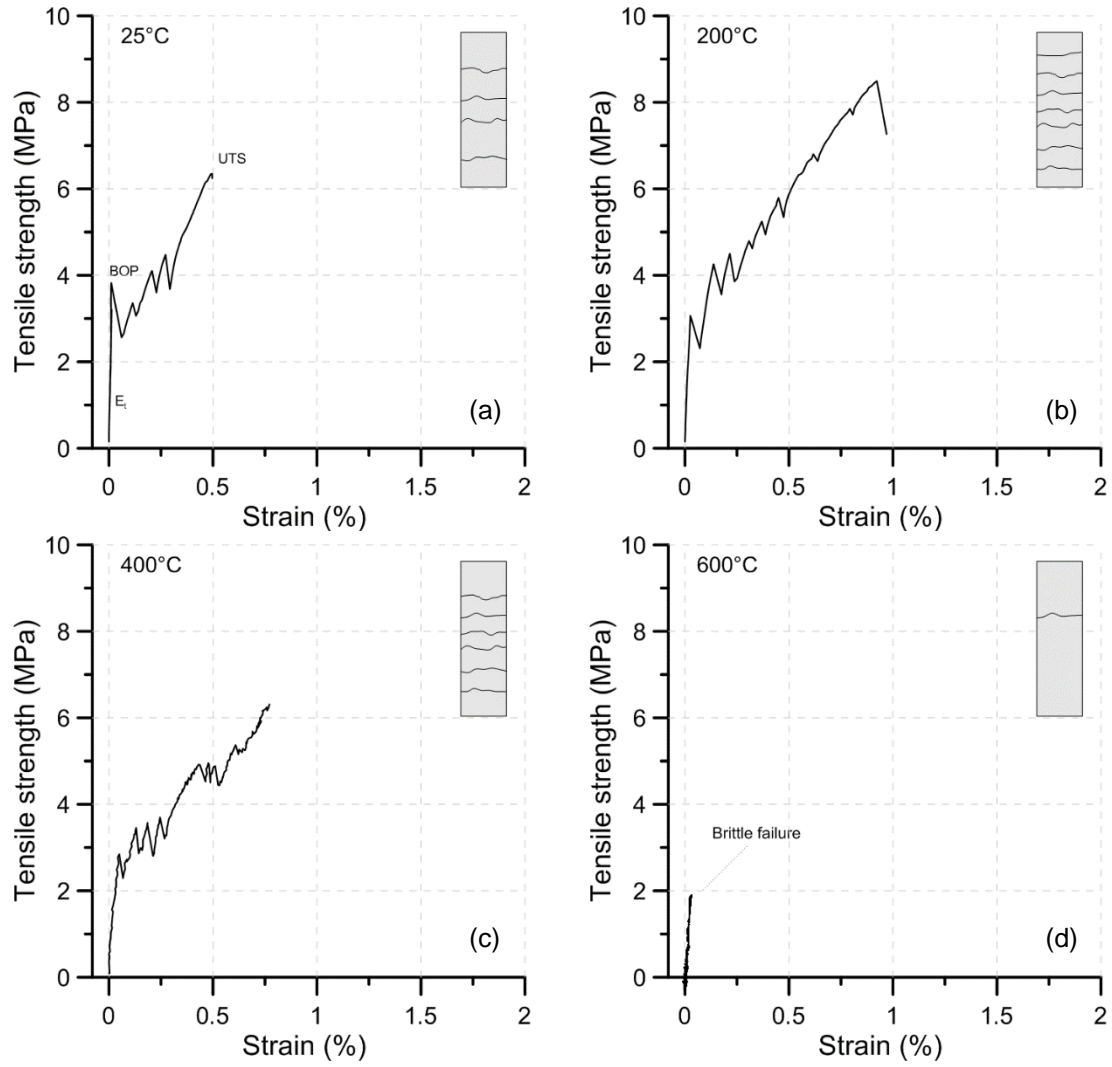 10
25°C
8
UTS
6
BOP
4
2
Et
(a)
0
0
0.5
1
1.5
2
Strain (%)
Tensile strength (MPa)
10
200°C
8
6
4
2
(b)
0
0
0.5
1
1.5
2
Strain (%)
Tensile strength (MPa)
10
400°C
8
6
4
2
(c)
0
0
0.5
1
1.5
2
Strain (%)
Tensile strength (MPa)
10
600°C
8
6
4
Brittle failure
2
(d)
0
0
0.5
1
1.5
2
Strain (%)
Tensile strength (MPa)